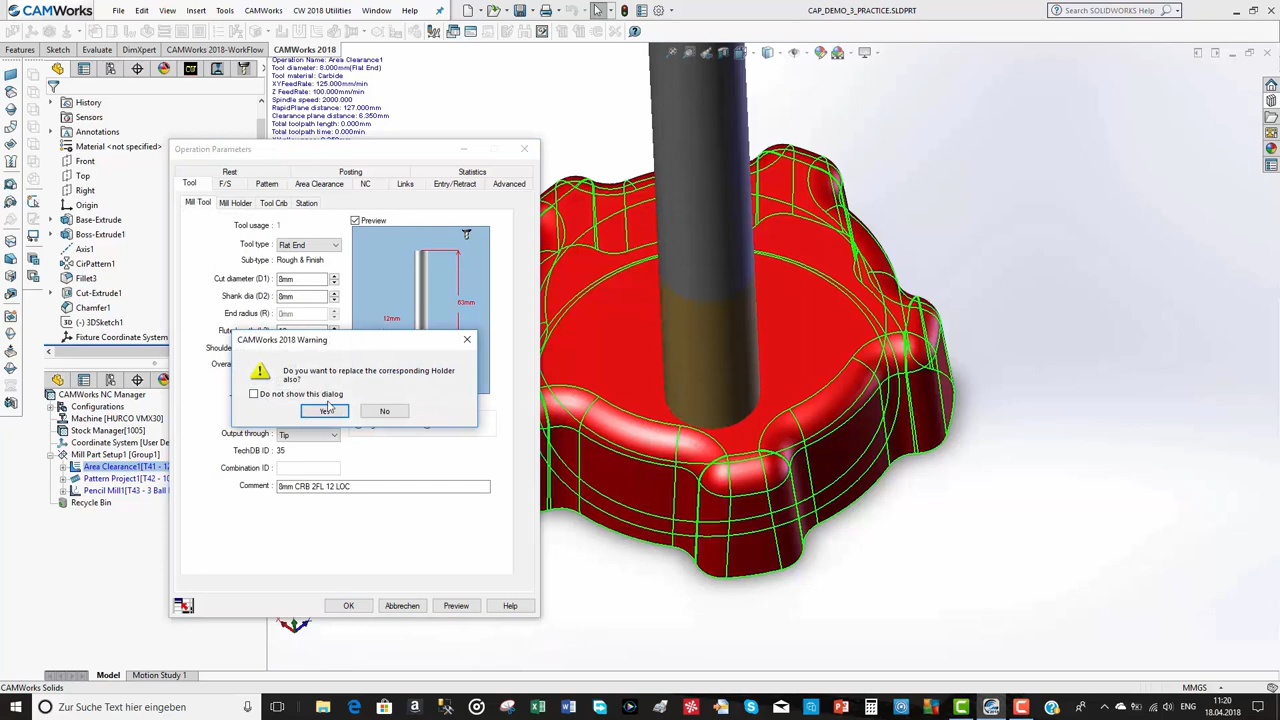 CAMWorks
File Edit View Insert Tools CAMWorks CW 2018 Utilities Window Help
CAP_DEMO_3_PRACTICE.SLDPRT
Search SOLIDWORKS Help
Features Sketch Evaluate DimXpert CAMWorks 2018-WorkFlow CAMWorks 2018
Operation Name: Area Clearance1
Tool diameter: 8.000mm(Flat End)
Tool material: Carbide
XYFeedRate: 125.000mm/min
Z FeedRate: 100.000mm/min
Spindle speed: 2000.000
RapidPlane distance: 127.000mm
Clearance plane distance: 6.350mm
Total toolpath length: 0.000mm
Total toolpath time: 0.000min
History
Sensors
Annotations
Material <not specified>
Front
Top
Right
Origin
Base-Extrude
Boss-Extrude1
Axis1
CirPattern1
Fillet3
Cut-Extrude1
Chamfer1
(-) 3DSketch1
Fixture Coordinate System
CAMWorks NC Manager
Configurations
Machine [HURCO VMX30]
Stock Manager[1005]
Coordinate System [Group1]
Mill Part Setup1 [Group1]
Area Clearance1[T41 - 12
Pattern Project1[T42 - 10
Pencil Mill1[T43 - 3 Ball
Recycle Bin
Operation Parameters
Rest Posting Statistics
Tool F/S Pattern Area Clearance NC Links Entry/Retract Advanced
Mill Tool Mill Holder Tool Crb Station
Tool usage : 1
Preview
Tool type : Flat End
Sub-type : Rough & Finish
Cut diameter (D1) : 8mm
Shank dia (D2) : 8mm
End radius (R) : 0mm
63mm
12mm
CAMWorks 2018 Warning
Do you want to replace the corresponding Holder
also?
Do not show this dialog
Yes No
Output through : Tip
TechDB ID : 35
Combination ID :
Comment : 8mm CRB 2FL 12 LOC
OK Abbrechen Preview Help
Model Motion Study 1
CAMWorks Solids
MMGS
Zur Suche Text hier eingeben
ENG
11:20
18.04.2018